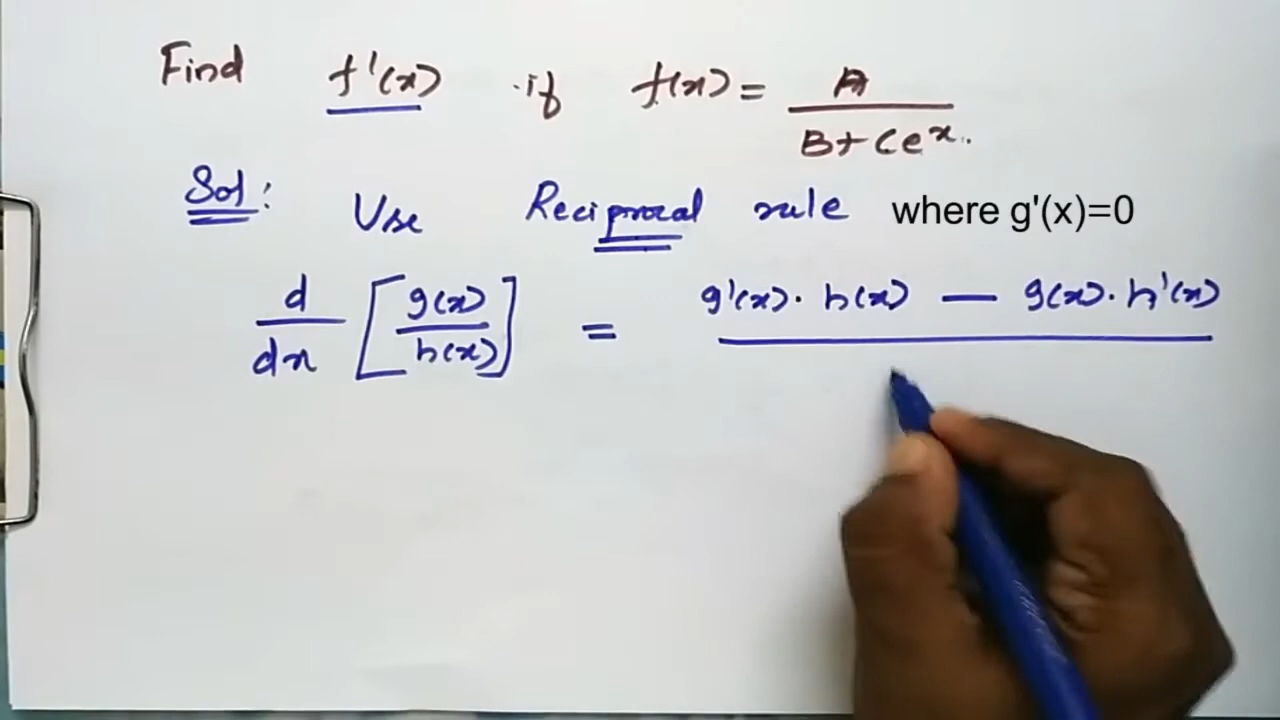 Find f'(x) if f(x) = A / B + Ce^x.
Sol: Use Reciprocal rule where g'(x)=0
d/dx [g(x)/h(x)] = g'(x)· h(x) — g(x)· h'(x)